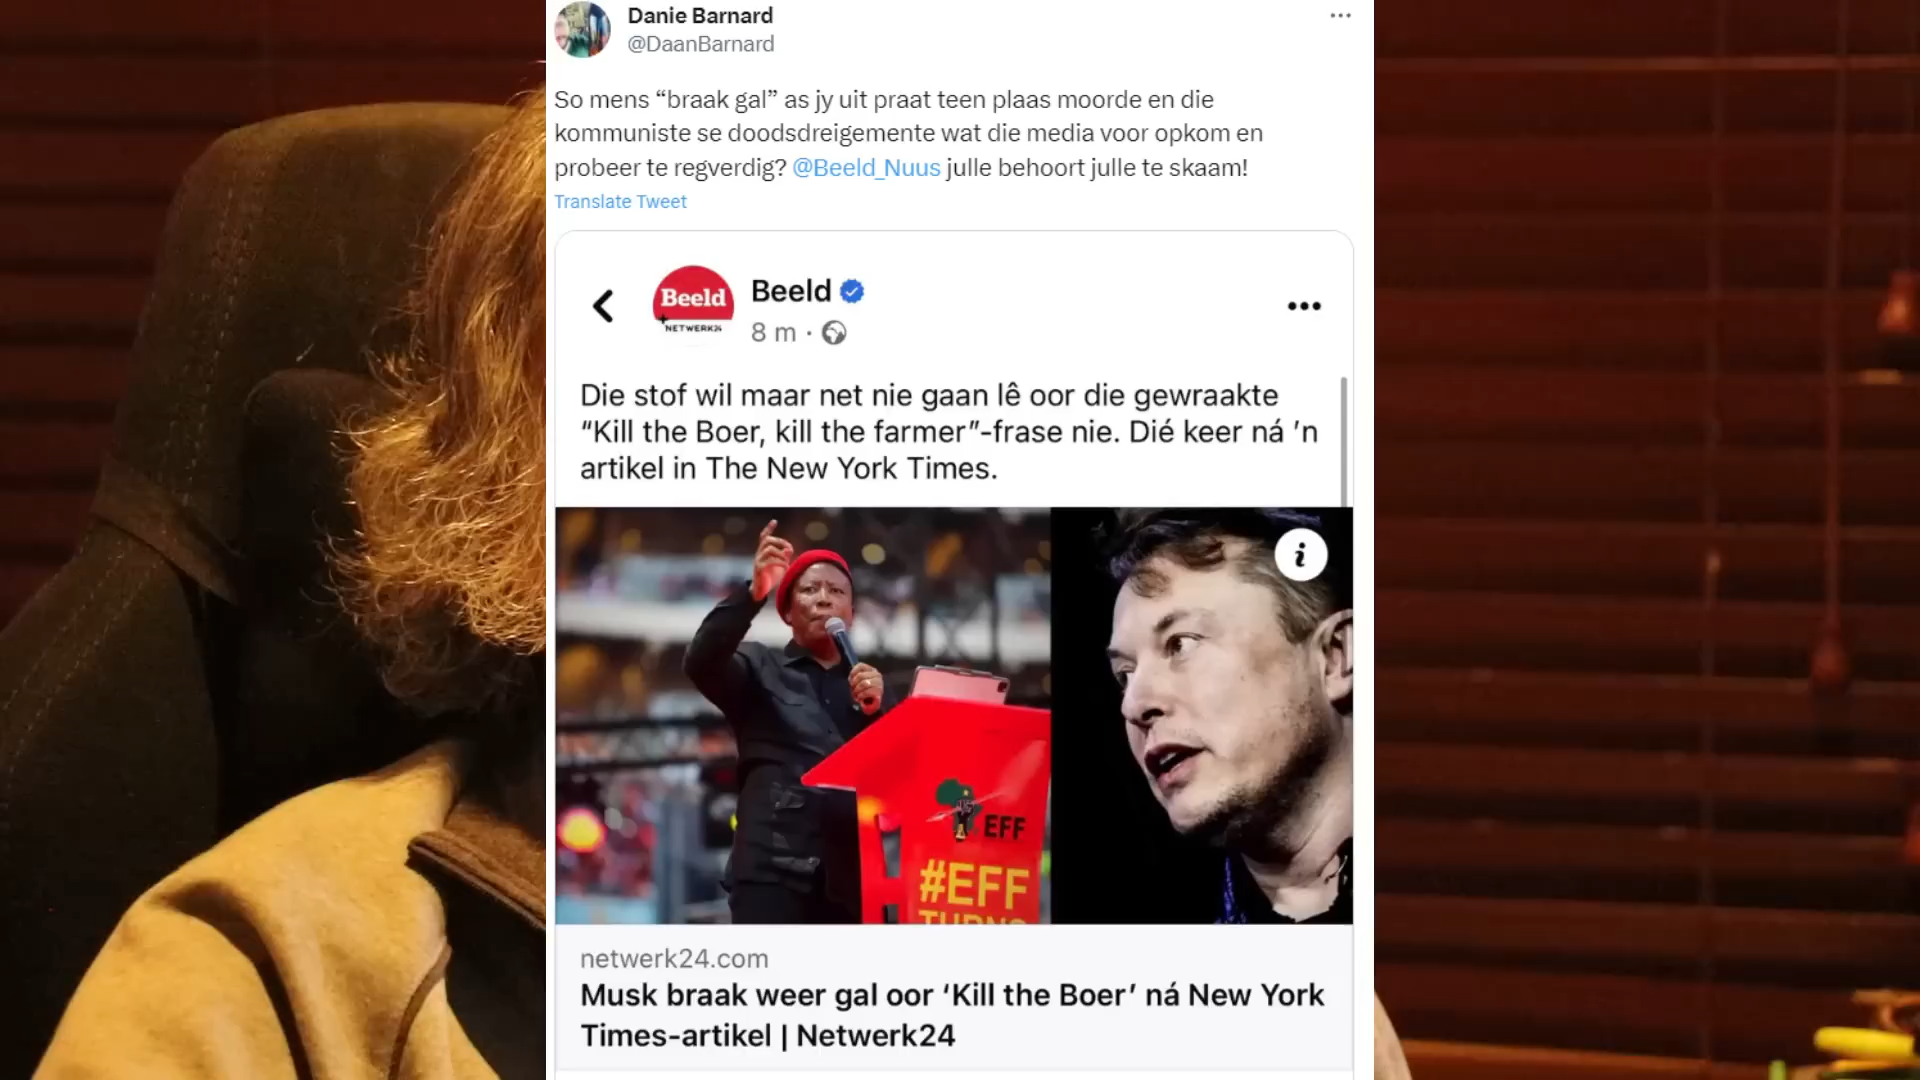 Danie Barnard
@DaanBarnard
So mens “braak gal” as jy uit praat teen plaas moorde en die
kommuniste se doodsdreigemente wat die media voor opkom en
probeer te regverdig? @Beeld_Nuus julle behoort julle te skaam!
Translate Tweet
Beeld
NETWERK24
Beeld
8 m ·
Die stof wil maar net nie gaan lê oor die gewraakte
“Kill the Boer, kill the farmer”-frase nie. Dié keer ná ’n
artikel in The New York Times.
EFF
#EFF
TURNS
netwerk24.com
Musk braak weer gal oor ‘Kill the Boer’ ná New York
Times-artikel | Netwerk24